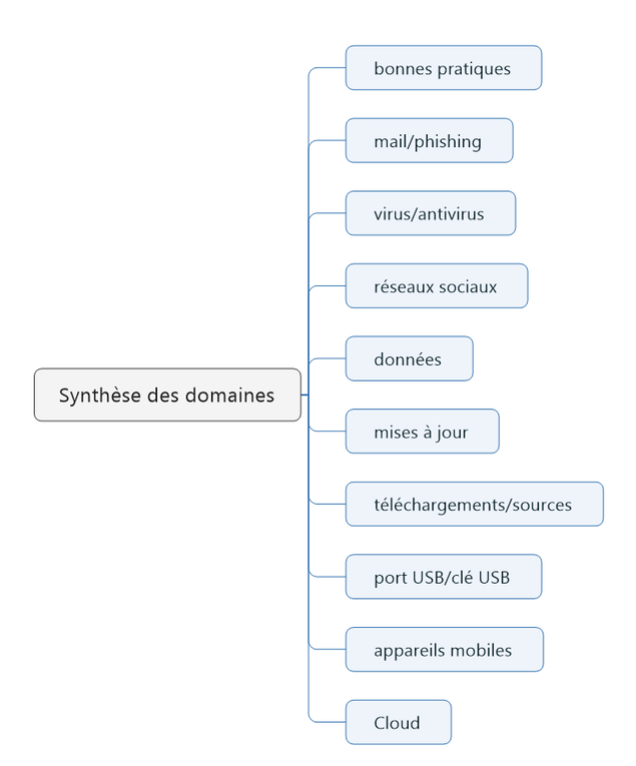 bonnes pratiques
mail/phishing
virus/antivirus
réseaux sociaux
données
Synthèse des domaines
mises à jour
téléchargements/sources
port USB/clé USB
appareils mobiles
Cloud